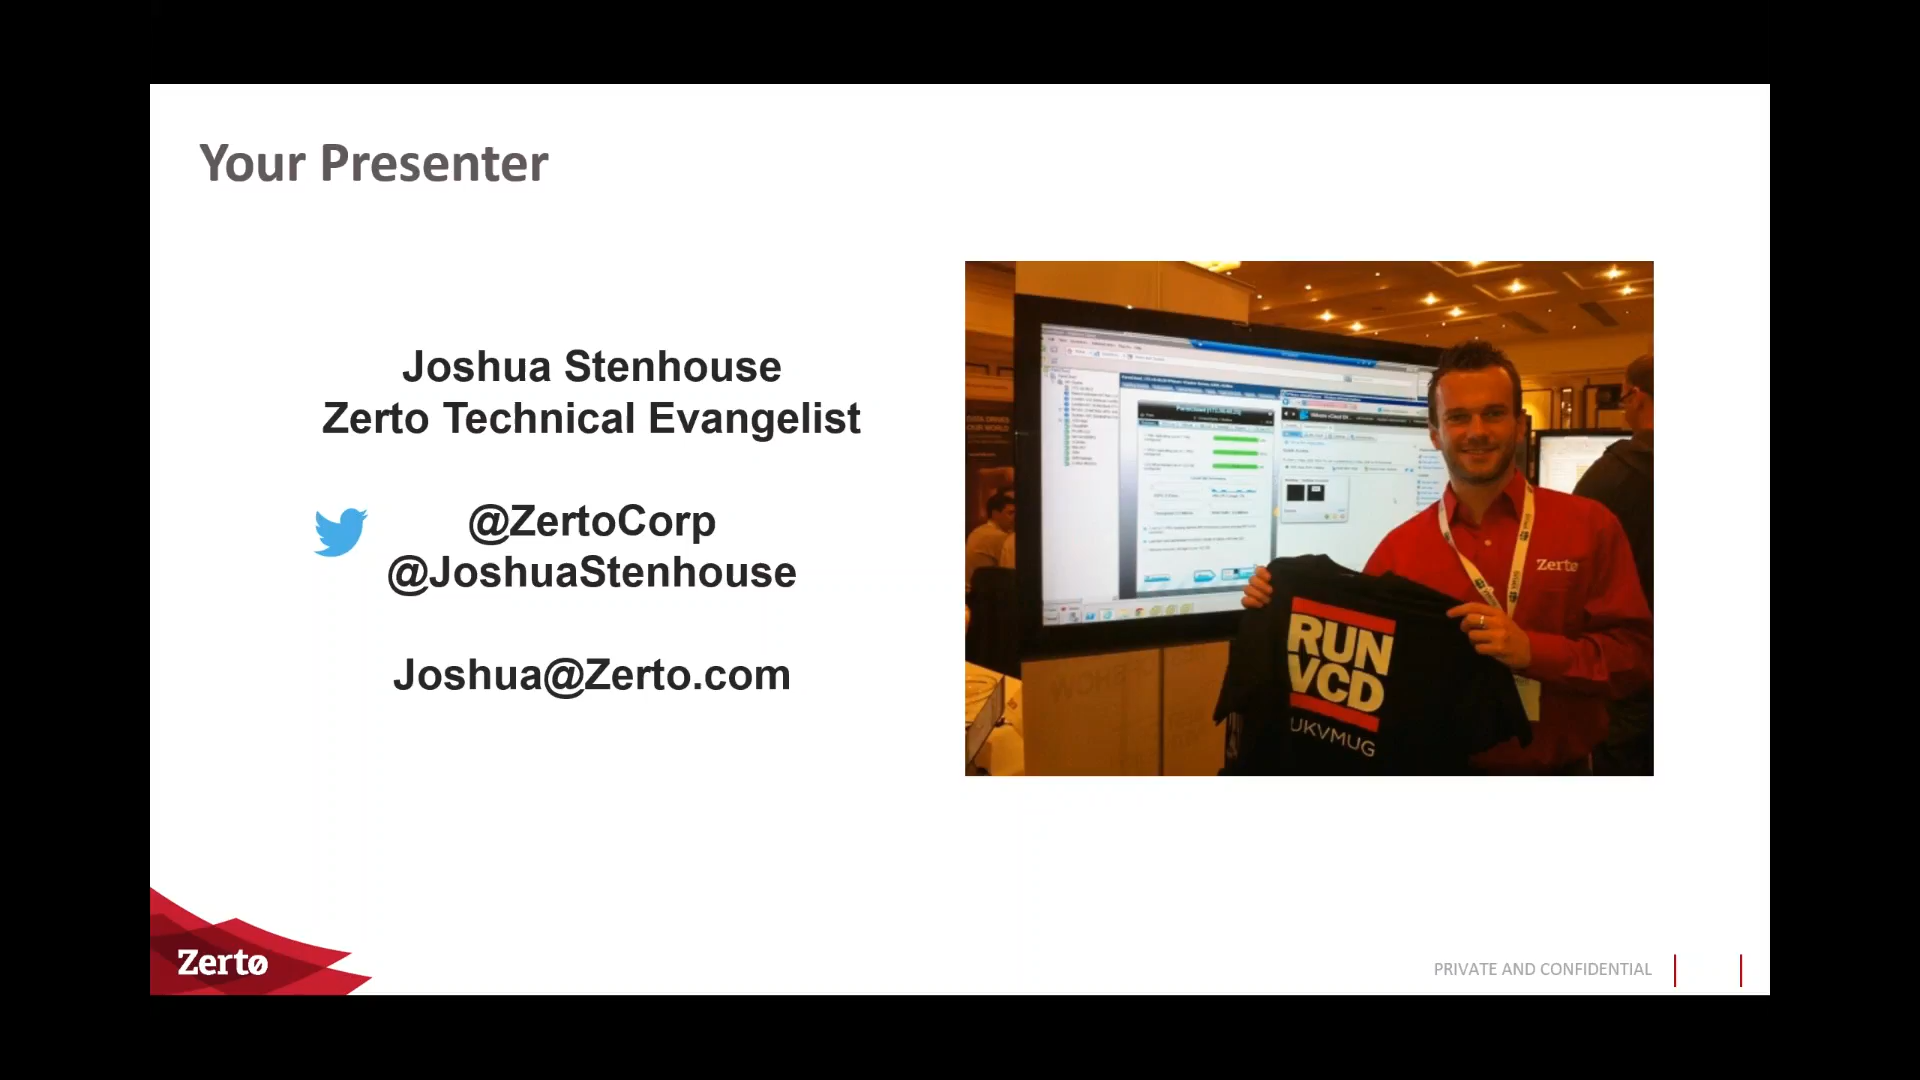 Your Presenter
Joshua Stenhouse
Zerto Technical Evangelist
@ZertoCorp
@JoshuaStenhouse
Joshua@Zerto.com
Zerto
RUN
VCD
UKVMUG
Zerto
PRIVATE AND CONFIDENTIAL